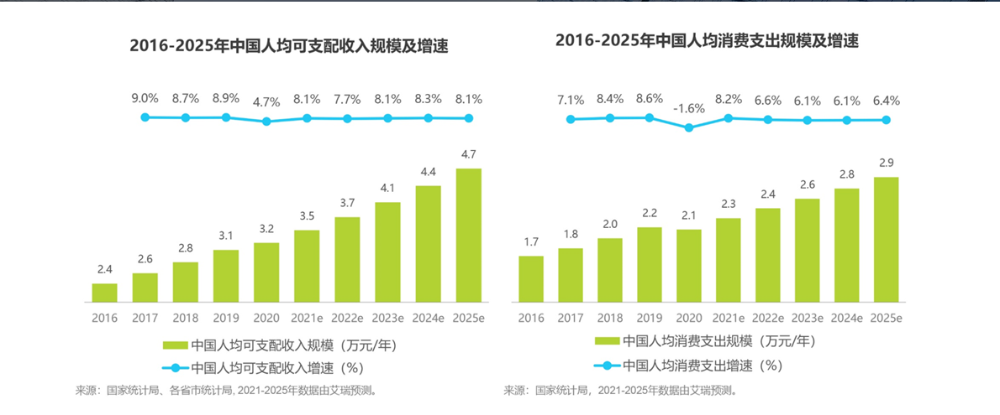 2016-2025年中国人均可支配收入规模及增速
9.0% 8.7% 8.9% 4.7% 8.1% 7.7% 8.1% 8.3% 8.1%
2.4 2.6 2.8 3.1 3.2 3.5 3.7 4.1 4.4 4.7
2016 2017 2018 2019 2020 2021e 2022e 2023e 2024e 2025e
中国人均可支配收入规模（万元/年）
中国人均可支配收入增速（%）
来源：国家统计局、各省市统计局, 2021-2025年数据由艾瑞预测。
2016-2025年中国人均消费支出规模及增速
7.1% 8.4% 8.6% -1.6% 8.2% 6.6% 6.1% 6.1% 6.4%
1.7 1.8 2.0 2.2 2.1 2.3 2.4 2.6 2.8 2.9
2016 2017 2018 2019 2020 2021e 2022e 2023e 2024e 2025e
中国人均消费支出规模（万元/年）
中国人均消费支出增速（%）
来源：国家统计局，2021-2025年数据由艾瑞预测。